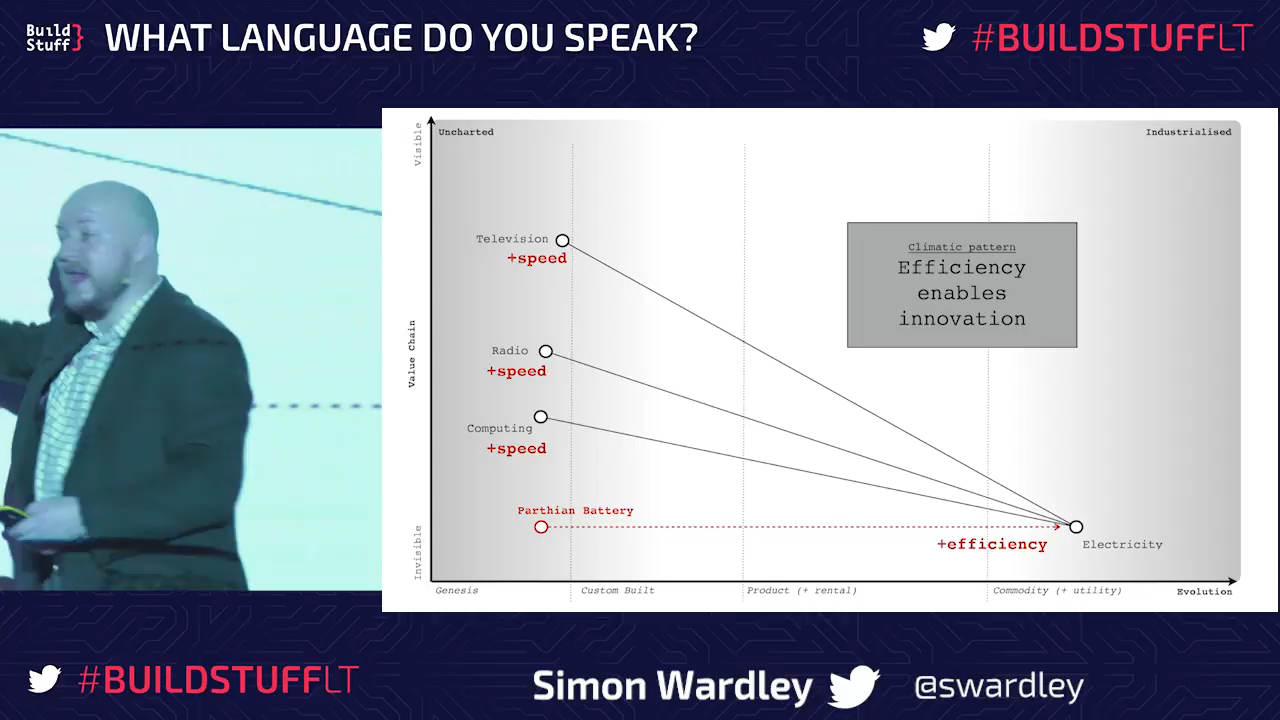 Build
Stuff}
WHAT LANGUAGE DO YOU SPEAK?
#BUILDSTUFFLT
Visible
Uncharted
Industrialised
Television
+speed
Climatic pattern
Efficiency
enables
innovation
Radio
+speed
Value Chain
Computing
+speed
Parthian Battery
+efficiency
Electricity
Invisible
Genesis
Custom Built
Product (+ rental)
Commodity (+ utility)
Evolution
#BUILDSTUFFLT
Simon Wardley
@swardley